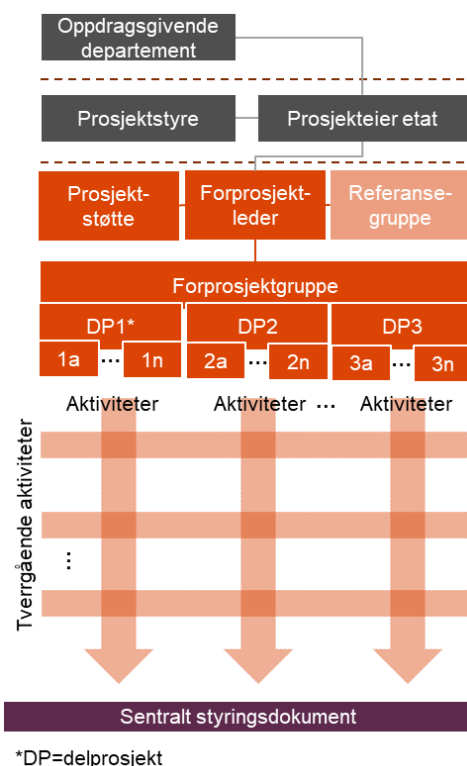 Oppdragsgivende
departement
Prosjektstyre
Prosjekteier etat
Prosjekt-
støtte
Forprosjekt-
leder
Referanse-
gruppe
Forprosjektgruppe
DP1*
DP2
DP3
1a ... 1n
2a ... 2n
3a ... 3n
Aktiviteter
Aktiviteter ... Aktiviteter
Tverrgående aktiviteter
...
Sentralt styringsdokument
*DP=delprosjekt